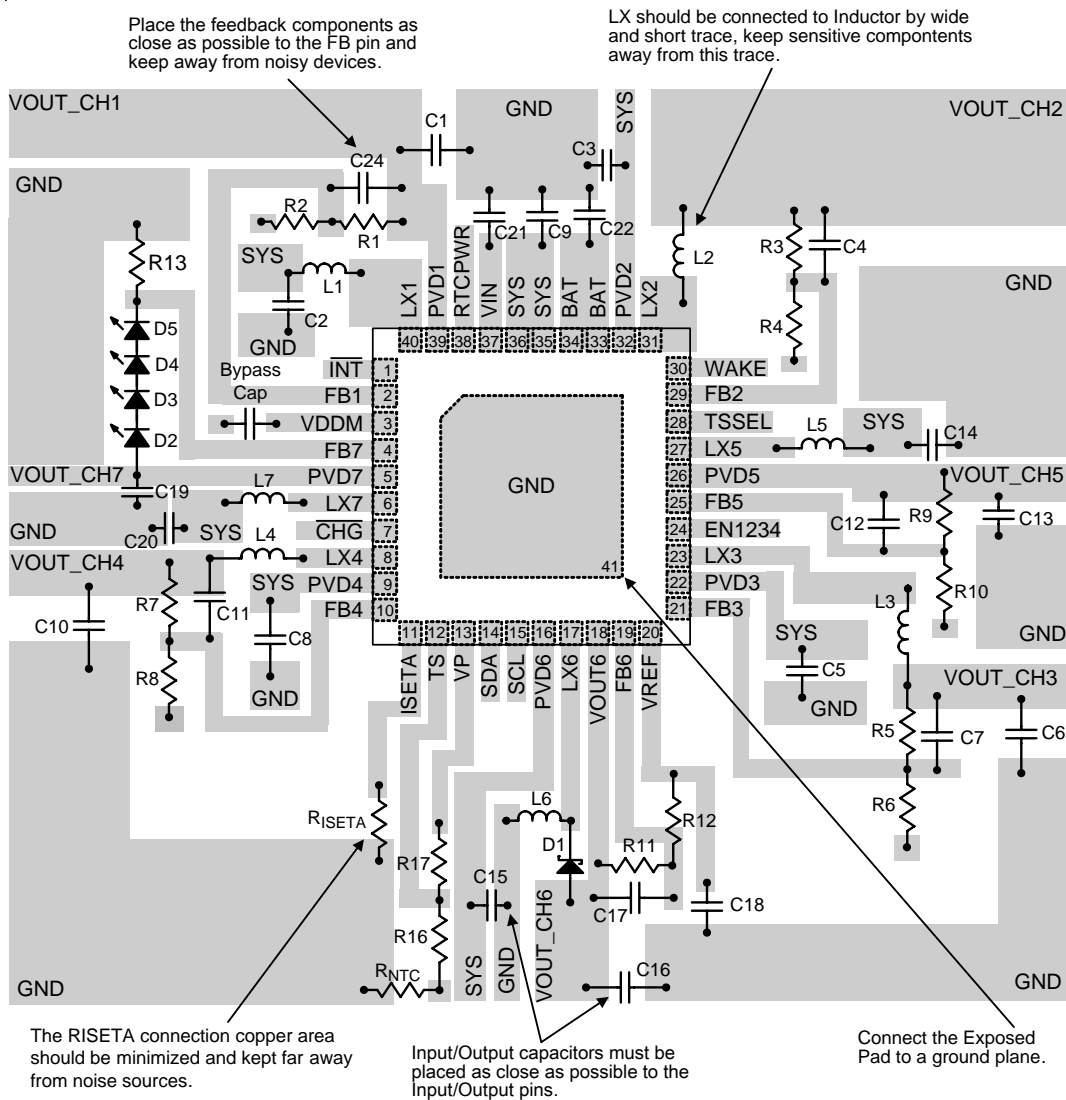 Place the feedback components as
close as possible to the FB pin and
keep away from noisy devices.
LX should be connected to Inductor by wide
and short trace, keep sensitive compontents
away from this trace.
VOUT_CH1
GND
SYS
VOUT_CH2
C1
C3
C24
GND
R2
R1
C21
C9
C22
R13
SYS
L1
C2
GND
L2
R3
C4
R4
GND
LX1
PVD1
RTCPWR
VIN
SYS
SYS
BAT
BAT
PVD2
LX2
40
39
38
37
36
35
34
33
32
31
D5
D4
D3
D2
Bypass
Cap
INT
1
FB1
2
VDDM
3
FB7
4
PVD7
5
LX7
6
CHG
7
LX4
8
PVD4
9
FB4
10
30
WAKE
29
FB2
28
TSSEL
27
LX5
26
PVD5
25
FB5
24
EN1234
23
LX3
22
PVD3
21
FB3
GND
41
L5
SYS
C14
VOUT_CH7
C19
L7
GND
C20
SYS
L4
VOUT_CH4
VOUT_CH5
C12
R9
C13
R10
GND
C10
R7
C11
SYS
C8
R8
GND
L3
SYS
C5
GND
VOUT_CH3
R5
C7
C6
R6
11
12
13
14
15
16
17
18
19
20
ISETA
TS
VP
SDA
SCL
PVD6
LX6
VOUT6
FB6
VREF
RISETA
R17
L6
D1
R12
R11
C15
C17
C18
R16
RNTC
SYS
GND
VOUT_CH6
C16
GND
GND
The RISETA connection copper area
should be minimized and kept far away
from noise sources.
Input/Output capacitors must be
placed as close as possible to the
Input/Output pins.
Connect the Exposed
Pad to a ground plane.